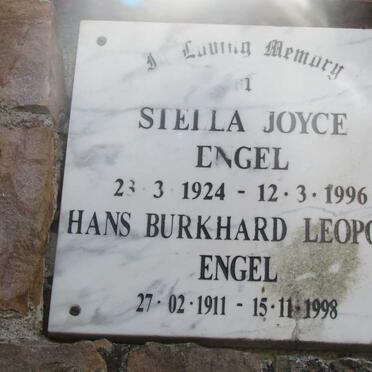 In Loving Memory
STELLA JOYCE
ENGEL
23·3·1924 - 12·3·1996
HANS BURKHARD
ENGEL
27·02·1911 - 15·11·1998